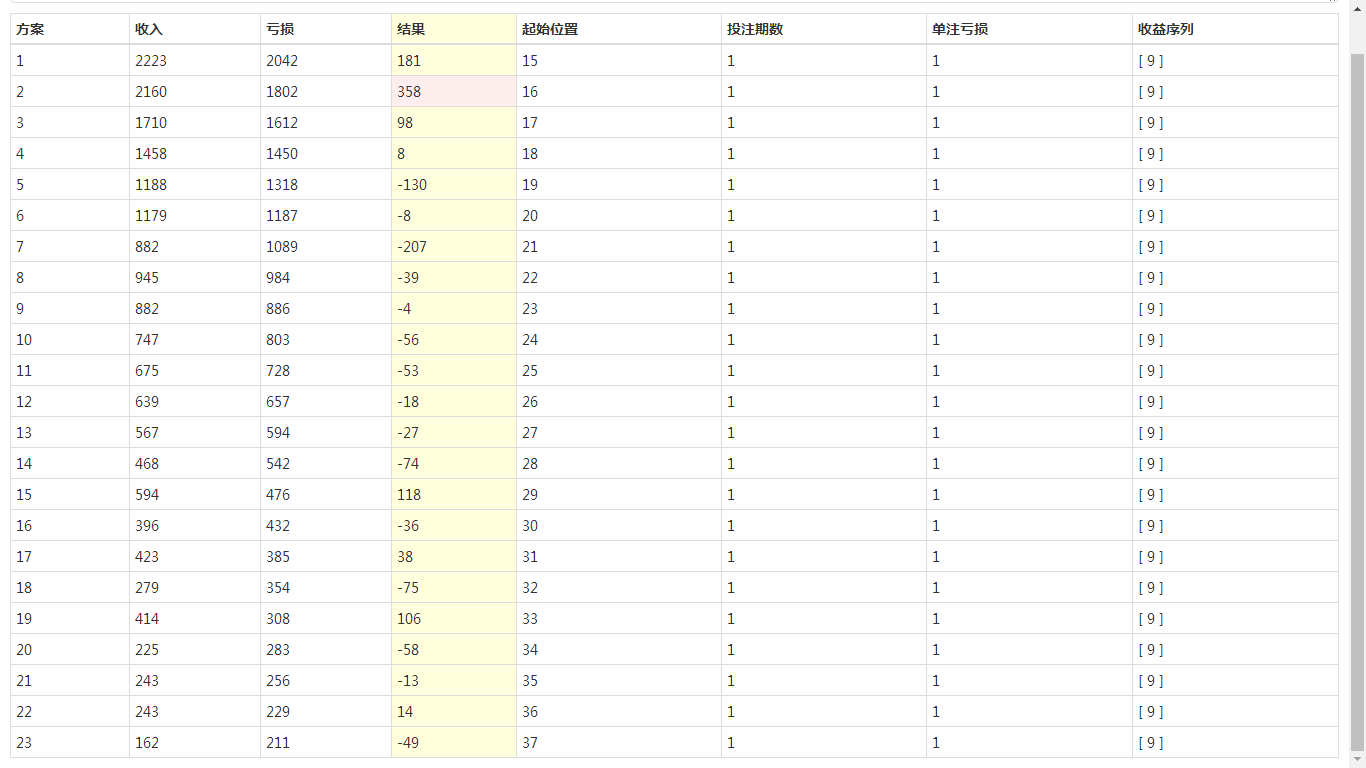 方案 收入 亏损 结果 起始位置 投注期数 单注亏损 收益序列
1 2223 2042 181 15 1 1 [ 9 ]
2 2160 1802 358 16 1 1 [ 9 ]
3 1710 1612 98 17 1 1 [ 9 ]
4 1458 1450 8 18 1 1 [ 9 ]
5 1188 1318 -130 19 1 1 [ 9 ]
6 1179 1187 -8 20 1 1 [ 9 ]
7 882 1089 -207 21 1 1 [ 9 ]
8 945 984 -39 22 1 1 [ 9 ]
9 882 886 -4 23 1 1 [ 9 ]
10 747 803 -56 24 1 1 [ 9 ]
11 675 728 -53 25 1 1 [ 9 ]
12 639 657 -18 26 1 1 [ 9 ]
13 567 594 -27 27 1 1 [ 9 ]
14 468 542 -74 28 1 1 [ 9 ]
15 594 476 118 29 1 1 [ 9 ]
16 396 432 -36 30 1 1 [ 9 ]
17 423 385 38 31 1 1 [ 9 ]
18 279 354 -75 32 1 1 [ 9 ]
19 414 308 106 33 1 1 [ 9 ]
20 225 283 -58 34 1 1 [ 9 ]
21 243 256 -13 35 1 1 [ 9 ]
22 243 229 14 36 1 1 [ 9 ]
23 162 211 -49 37 1 1 [ 9 ]